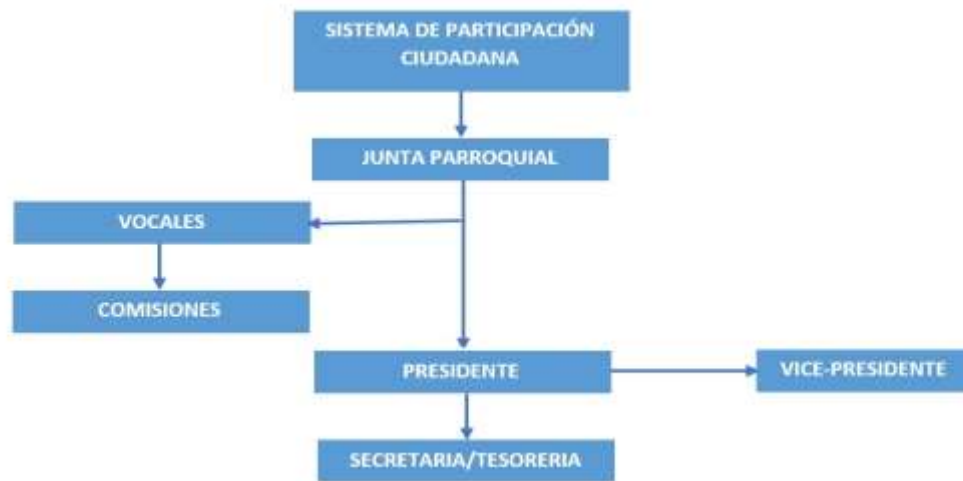 SISTEMA DE PARTICIPACIÓN
CIUDADANA
JUNTA PARROQUIAL
VOCALES
COMISIONES
PRESIDENTE
VICE-PRESIDENTE
SECRETARIA/TESORERIA